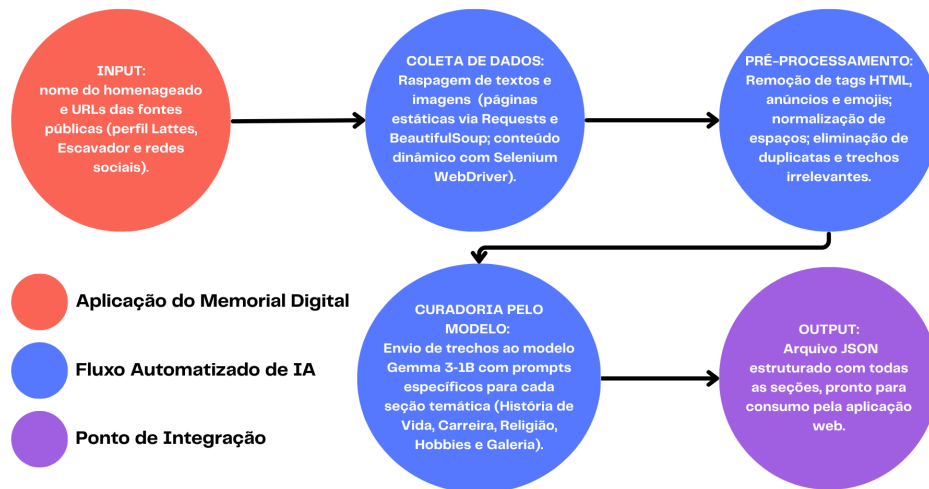 INPUT:
nome do homenageado
e URLs das fontes
públicas (perfil Lattes,
Escavador e redes
sociais).
COLETA DE DADOS:
Raspagem de textos e
imagens (páginas
estáticas via Requests e
BeautifulSoup; conteúdo
dinâmico com Selenium
WebDriver).
PRÉ-PROCESSAMENTO:
Remoção de tags HTML,
anúncios e emojis;
normalização de
espaços; eliminação de
duplicatas e trechos
irrelevantes.
Aplicação do Memorial Digital
Fluxo Automatizado de IA
Ponto de Integração
CURADORIA PELO
MODELO:
Envio de trechos ao modelo
Gemma 3-1B com prompts
específicos para cada
seção temática (História de
Vida, Carreira, Religião,
Hobbies e Galeria).
OUTPUT:
Arquivo JSON
estruturado com todas
as seções, pronto para
consumo pela aplicação
web.